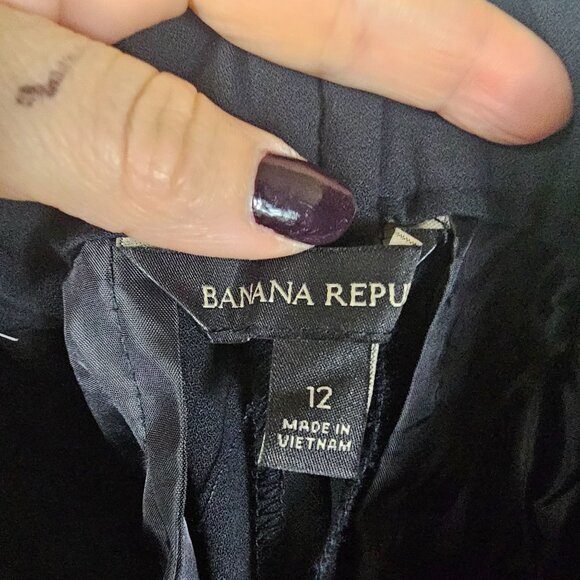 BANANA REPU
12
MADE IN
VIETNAM